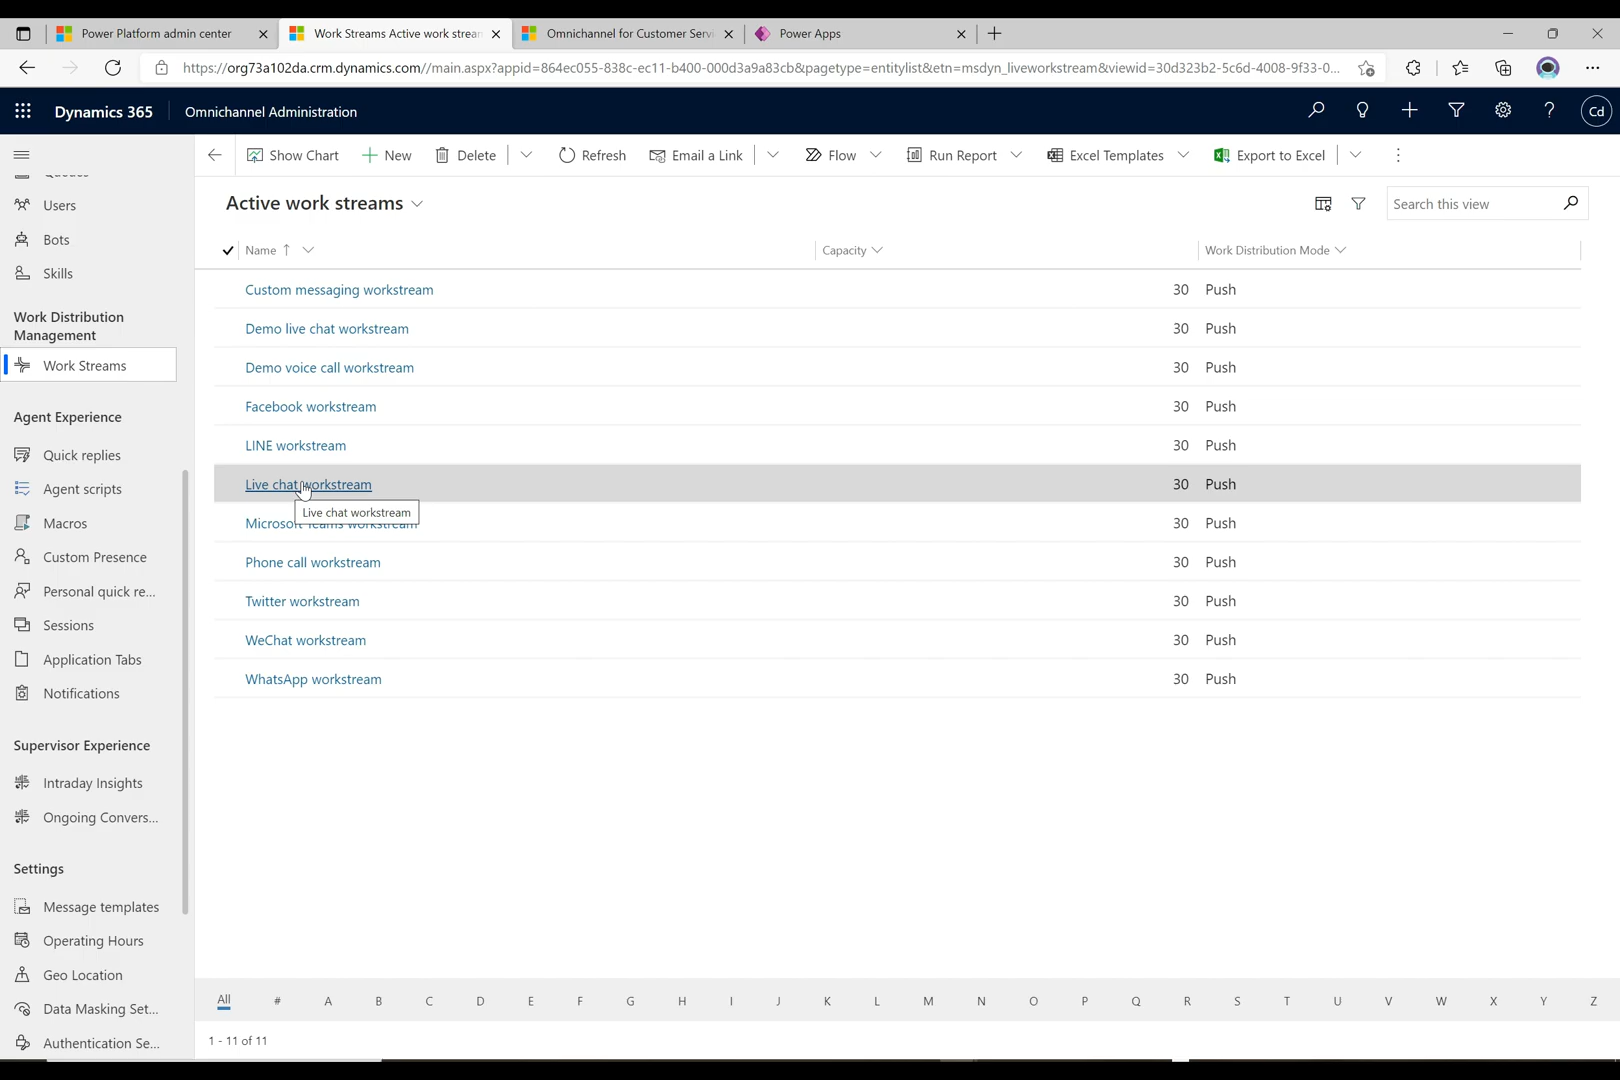 Power Platform admin center
Work Streams Active work strean
Omnichannel for Customer Servi
Power Apps
https://org73a102da.crm.dynamics.com//main.aspx?appid=864ec055-838c-ec11-b400-000d3a9a83cb&pagetype=entitylist&etn=msdyn_liveworkstream&viewid=30d323b2-5c6d-4008-9f33-0...
Dynamics 365
Omnichannel Administration
Cd
Show Chart
New
Delete
Refresh
Email a Link
Flow
Run Report
Excel Templates
Export to Excel
Queues
Users
Bots
Skills
Work Distribution
Management
Work Streams
Agent Experience
Quick replies
Agent scripts
Macros
Custom Presence
Personal quick re...
Sessions
Application Tabs
Notifications
Supervisor Experience
Intraday Insights
Ongoing Convers...
Settings
Message templates
Operating Hours
Geo Location
Data Masking Set...
Authentication Se...
Active work streams
Search this view
Name ↑
Capacity
Work Distribution Mode
Custom messaging workstream 30 Push
Demo live chat workstream 30 Push
Demo voice call workstream 30 Push
Facebook workstream 30 Push
LINE workstream 30 Push
Live chat workstream 30 Push
Live chat workstream
Microsoft Teams workstream 30 Push
Phone call workstream 30 Push
Twitter workstream 30 Push
WeChat workstream 30 Push
WhatsApp workstream 30 Push
All # A B C D E F G H I J K L M N O P Q R S T U V W X Y Z
1 - 11 of 11